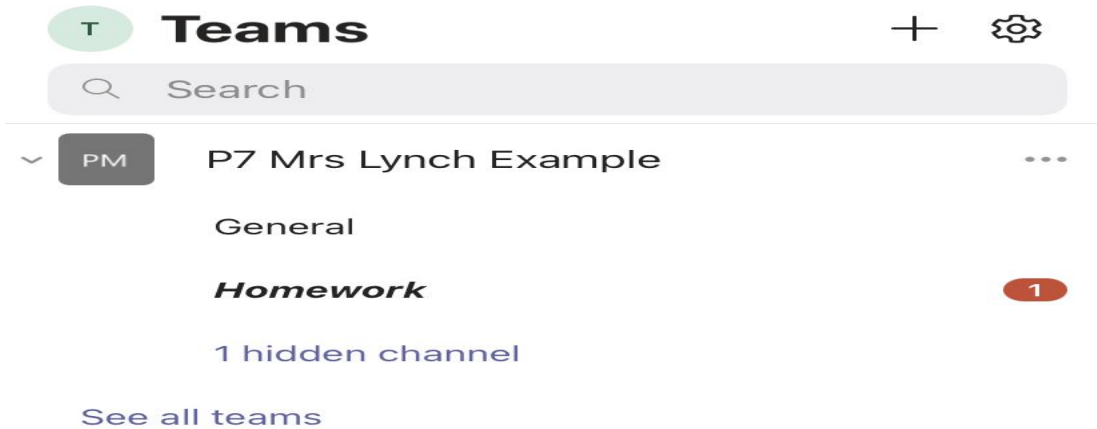 T Teams
Search
PM P7 Mrs Lynch Example
General
Homework 1
1 hidden channel
See all teams